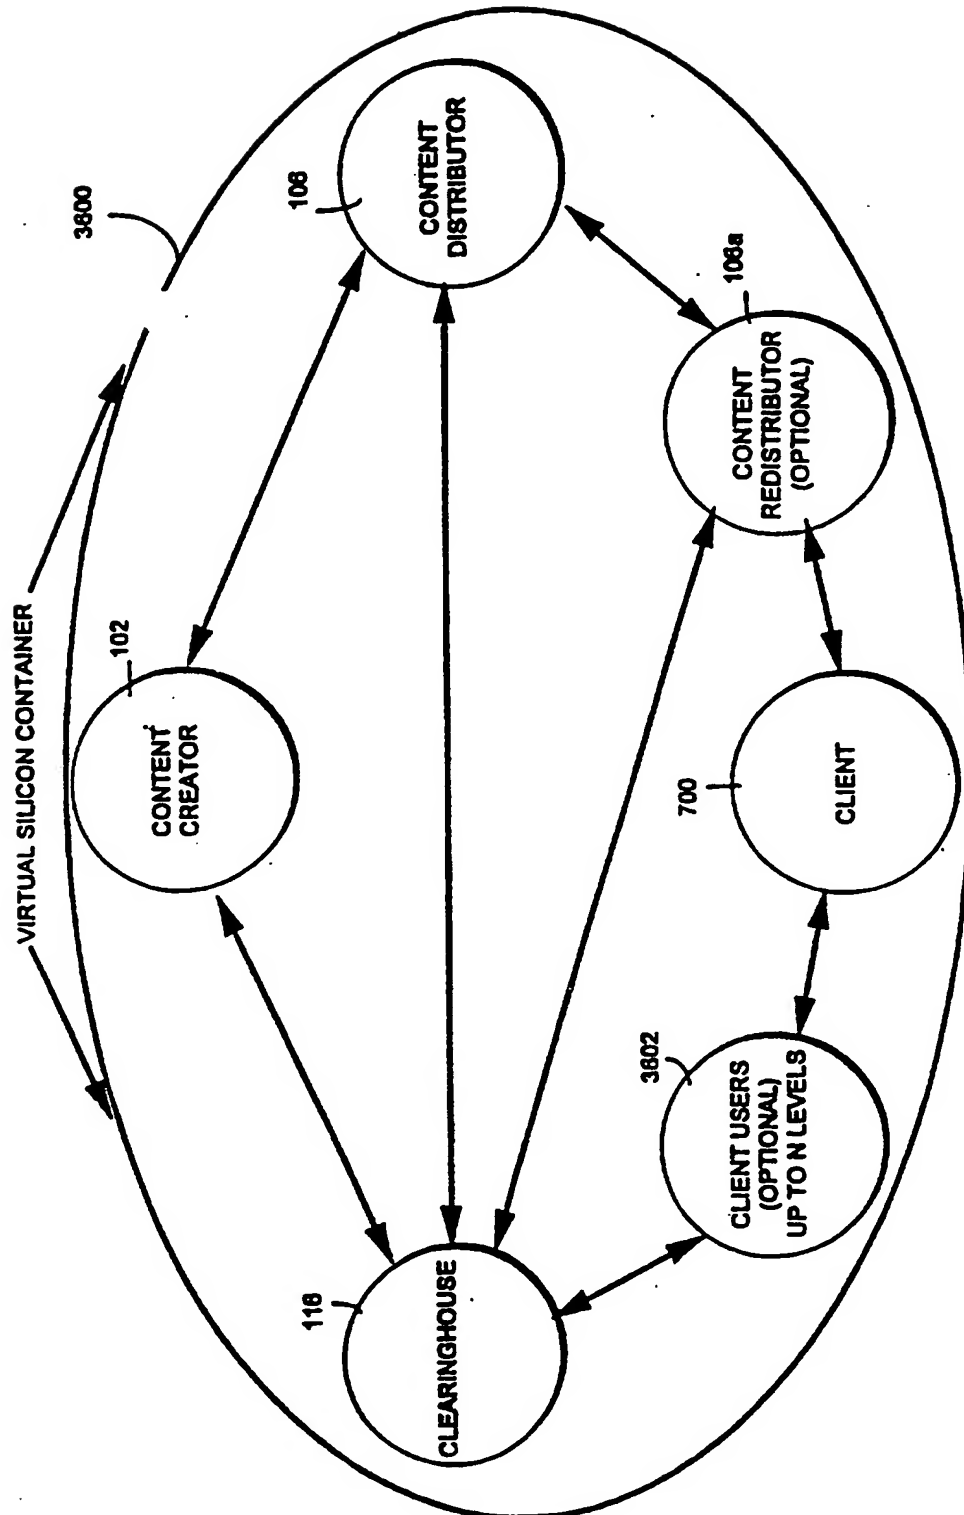 VIRTUAL SILICON CONTAINER
3600
102
CONTENT
CREATOR
106
CONTENT
DISTRIBUTOR
116
CLEARINGHOUSE
106a
CONTENT
REDISTRIBUTOR
(OPTIONAL)
3602
CLIENT USERS
(OPTIONAL)
UP TO N LEVELS
700
CLIENT